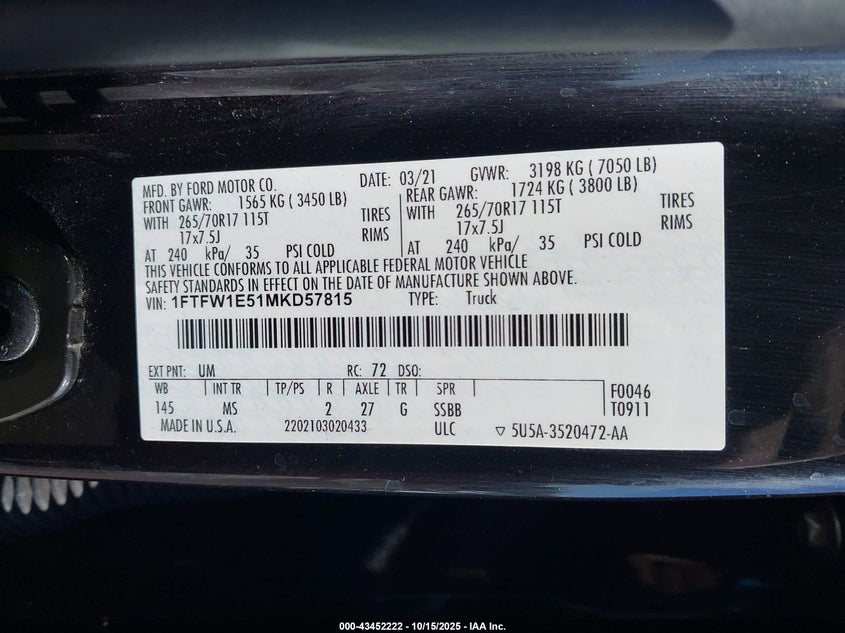 MFD. BY FORD MOTOR CO. DATE: 03/21 GVWR: 3198 KG ( 7050 LB)
FRONT GAWR: 1565 KG ( 3450 LB) REAR GAWR: 1724 KG ( 3800 LB)
WITH 265/70R17 115T TIRES WITH 265/70R17 115T TIRES
17x7.5J RIMS 17x7.5J RIMS
AT 240 kPa/ 35 PSI COLD AT 240 kPa/ 35 PSI COLD
THIS VEHICLE CONFORMS TO ALL APPLICABLE FEDERAL MOTOR VEHICLE
SAFETY STANDARDS IN EFFECT ON THE DATE OF MANUFACTURE SHOWN ABOVE.
VIN: 1FTFW1E51MKD57815 TYPE: Truck
EXT PNT: UM RC: 72 DSO:
WB INT TR TP/PS R AXLE TR SPR F0046
145 MS 2 27 G SSBB T0911
MADE IN U.S.A. 2202103020433 ULC ▽ 5U5A-3520472-AA
000-43452222 - 10/15/2025 - IAA Inc.